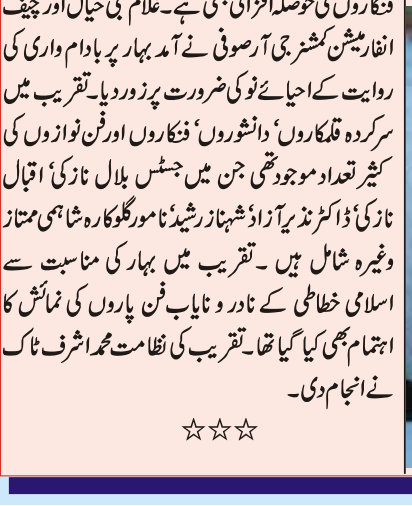 فنکاروں کی حوصلہ افزائی بھی ہے۔ غلام نبی خیال اور چیف
انفارمیشن کمشنر جی آر صوفی نے آمد بہار پر بادام واری کی
روایت کے احیائے نو کی ضرورت پر زور دیا۔ تقریب میں
سرکردہ قلمکاروں‘ دانشوروں‘ فنکاروں اور فن نوازوں کی
کثیر تعداد موجود تھی جن میں جسٹس بلال نازکی‘ اقبال
نازکی‘ ڈاکٹر نذیر آزاد‘ شہناز رشید‘ نامور گلوکارہ شامی ممتاز
وغیرہ شامل ہیں ۔ تقریب میں بہار کی مناسبت سے
اسلامی خطاطی کے نادر و نایاب فن پاروں کی نمائش کا
اہتمام بھی کیا گیا تھا۔ تقریب کی نظامت محمد اشرف ٹاک
نے انجام دی۔
☆☆☆